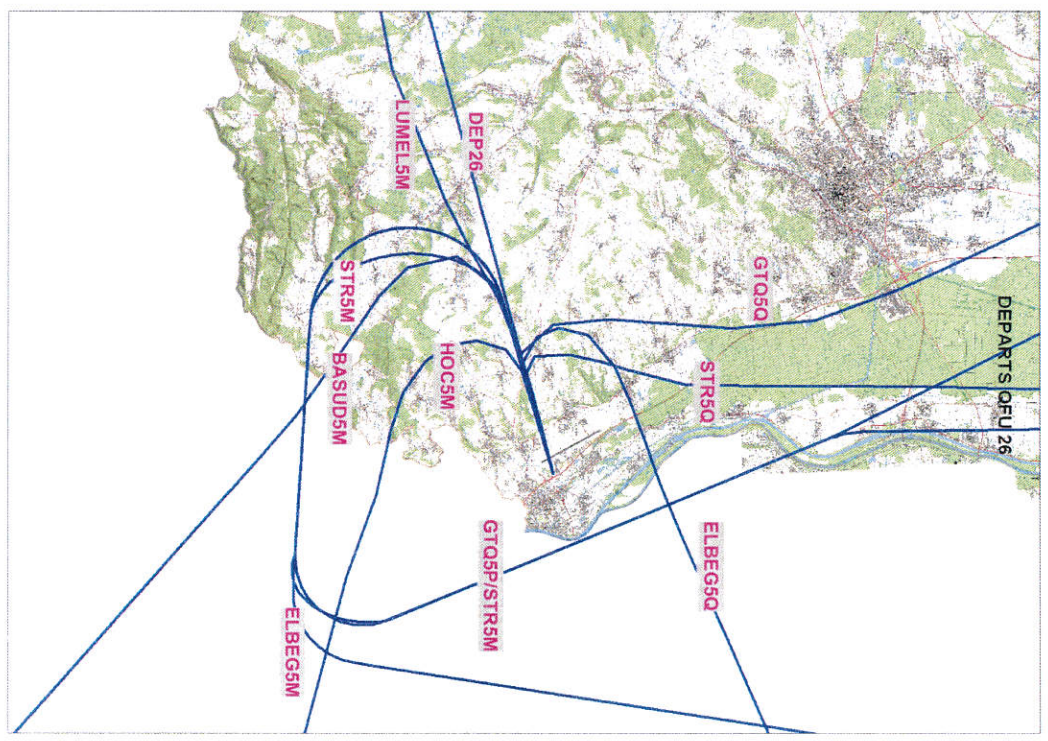 DEPARTS QFU 26
GTQ5Q
STR5Q
ELBEG5Q
DEP26
LUMEL5M
HOC5M
GTQ5P/STR5M
STR5M
BASUD5M
ELBEG5M